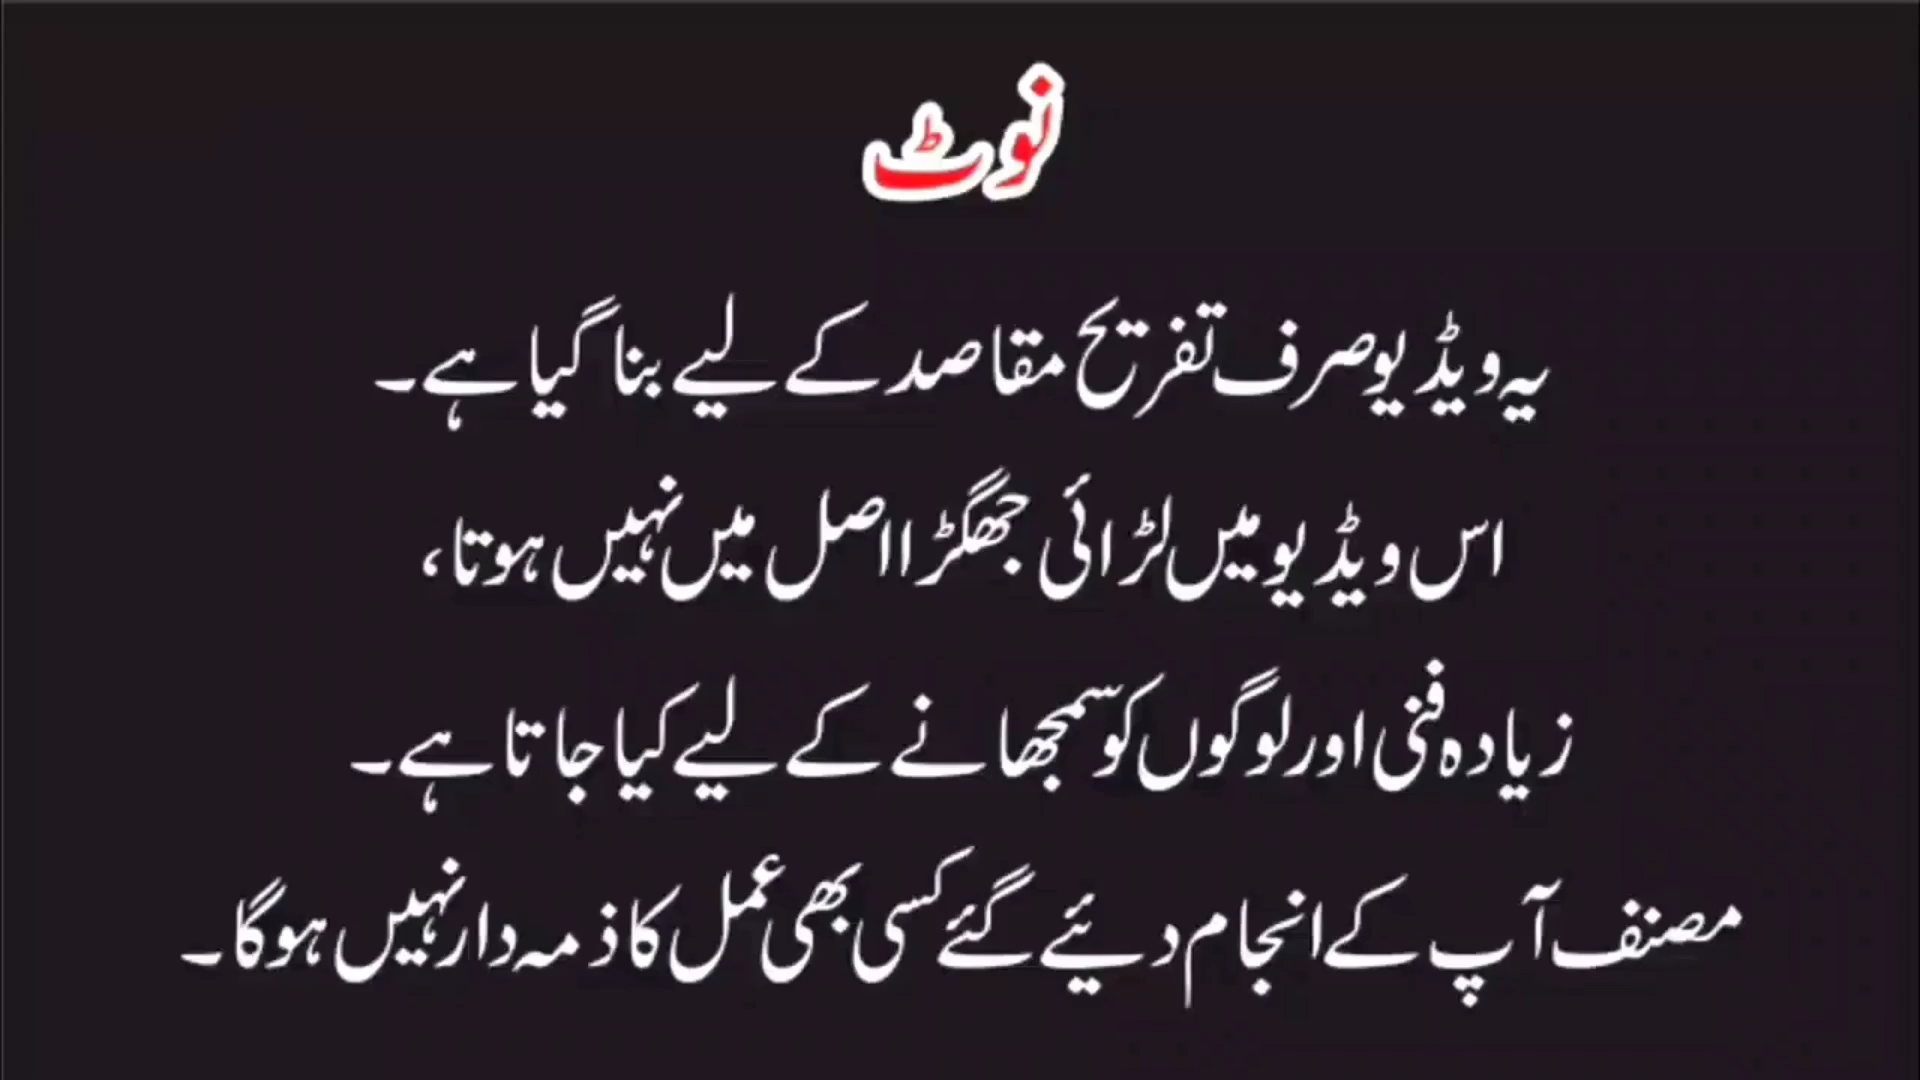 نوٹ
یہ ویڈیو صرف تفریح مقاصد کے لیے بنا گیا ہے۔
اس ویڈیو میں لڑائی جھگڑا اصل میں نہیں ہوتا،
زیادہ فنی اور لوگوں کو سمجھانے کے لیے کیا جاتا ہے۔
مصنف آپ کے انجام دیئے گئے کسی بھی عمل کا ذمہ دار نہیں ہوگا۔